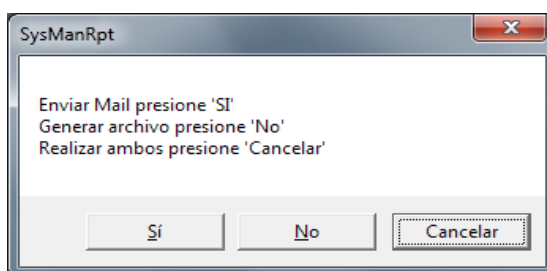 SysManRpt
Enviar Mail presione 'SI'
Generar archivo presione 'No'
Realizar ambos presione 'Cancelar'
Sí
No
Cancelar